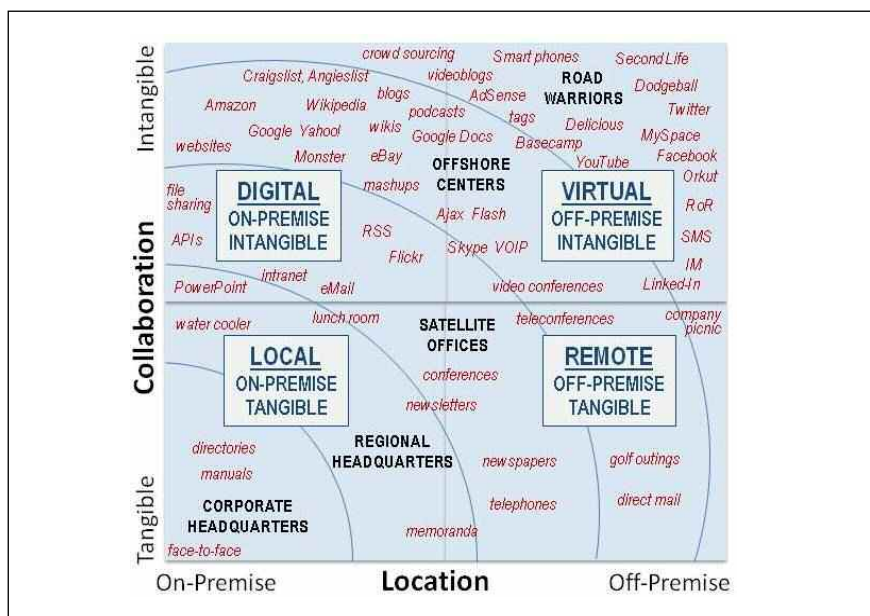 crowd sourcing
Smart phones
Second Life
Craigslist, Angieslist
videoblogs
ROAD
WARRIORS
Dodgeball
blogs
AdSense
Amazon
Wikipedia
podcasts
tags
Twitter
Google Yahoo!
wikis
Google Docs
Delicious
websites
Basecamp
MySpace
Monster
eBay
OFFSHORE
CENTERS
YouTube
Facebook
Orkut
file
sharing
DIGITAL
ON-PREMISE
INTANGIBLE
mashups
VIRTUAL
OFF-PREMISE
INTANGIBLE
RoR
Ajax Flash
APIs
RSS
Skype VOIP
SMS
Flickr
IM
PowerPoint
intranet
eMail
video conferences
Linked-In
water cooler
lunch room
SATELLITE
OFFICES
teleconferences
company
picnic
LOCAL
ON-PREMISE
TANGIBLE
REMOTE
OFF-PREMISE
TANGIBLE
conferences
newsletters
directories
manuals
REGIONAL
HEADQUARTERS
newspapers
golf outings
CORPORATE
HEADQUARTERS
telephones
direct mail
memoranda
face-to-face
Intangible
Collaboration
Tangible
On-Premise
Location
Off-Premise